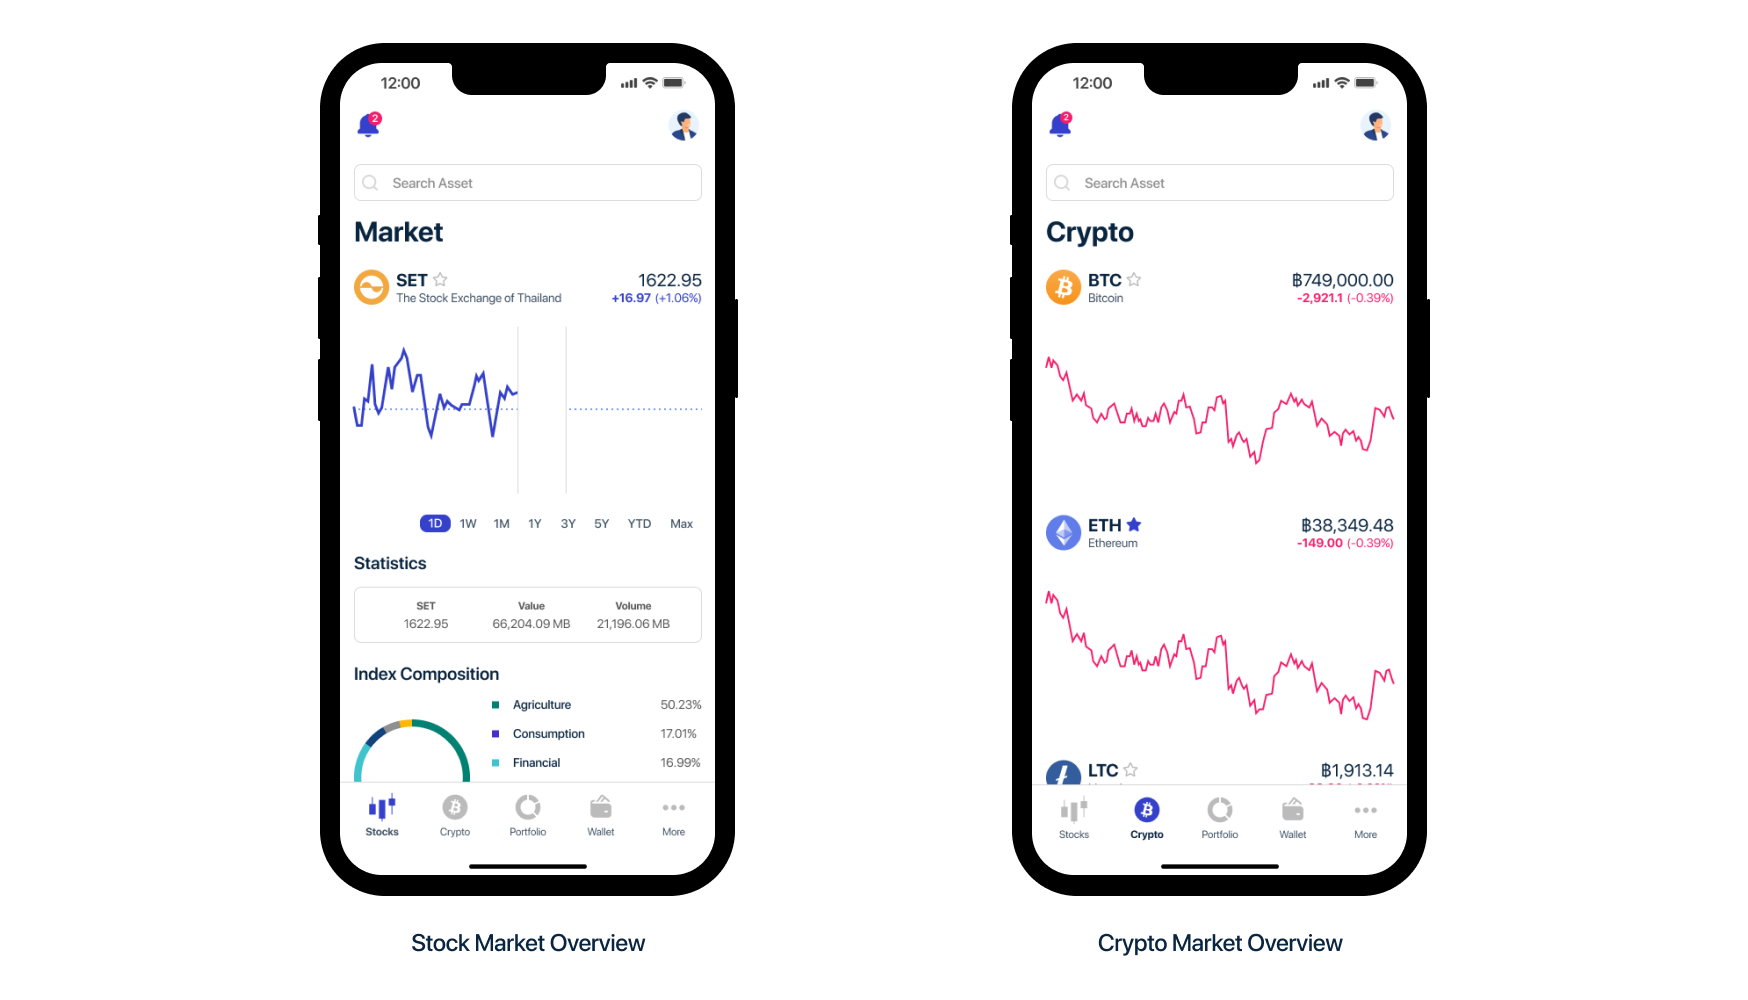 12:00
2
Search Asset
Market
SET 1622.95
The Stock Exchange of Thailand +16.97 (+1.06%)
1D 1W 1M 1Y 3Y 5Y YTD Max
Statistics
SET Value Volume
1622.95 66,204.09 MB 21,196.06 MB
Index Composition
Agriculture 50.23%
Consumption 17.01%
Financial 16.99%
Stocks Crypto Portfolio Wallet More
Stock Market Overview
12:00
2
Search Asset
Crypto
BTC ฿749,000.00
Bitcoin -2,921.1 (-0.39%)
ETH ฿38,349.48
Ethereum -149.00 (-0.39%)
LTC ฿1,913.14
Stocks Crypto Portfolio Wallet More
Crypto Market Overview